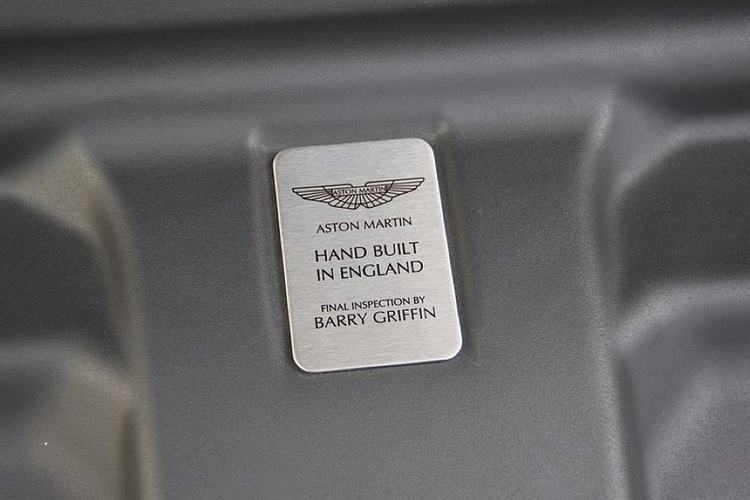 ASTON MARTIN
ASTON MARTIN
HAND BUILT
IN ENGLAND
FINAL INSPECTION BY
BARRY GRIFFIN